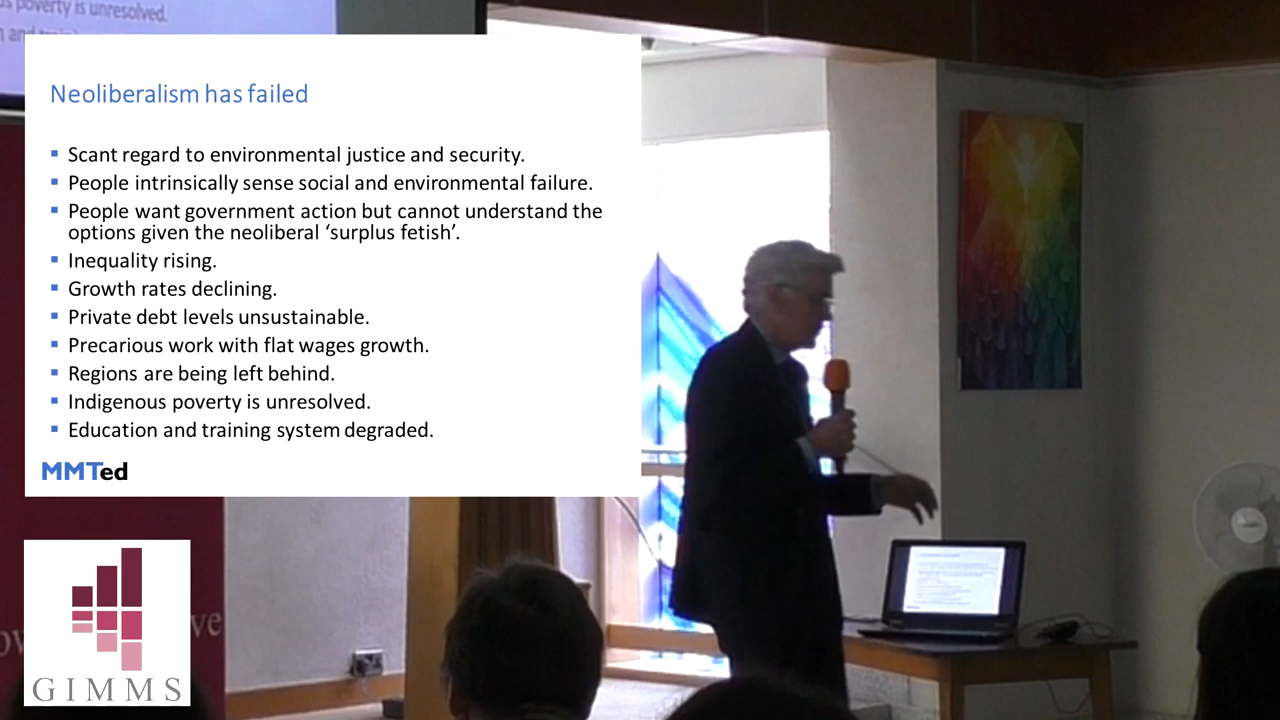 poverty is unresolved.
Neoliberalism has failed
Scant regard to environmental justice and security.
People intrinsically sense social and environmental failure.
People want government action but cannot understand the
options given the neoliberal ‘surplus fetish’.
Inequality rising.
Growth rates declining.
Private debt levels unsustainable.
Precarious work with flat wages growth.
Regions are being left behind.
Indigenous poverty is unresolved.
Education and training system degraded.
MMTed
GIMMS